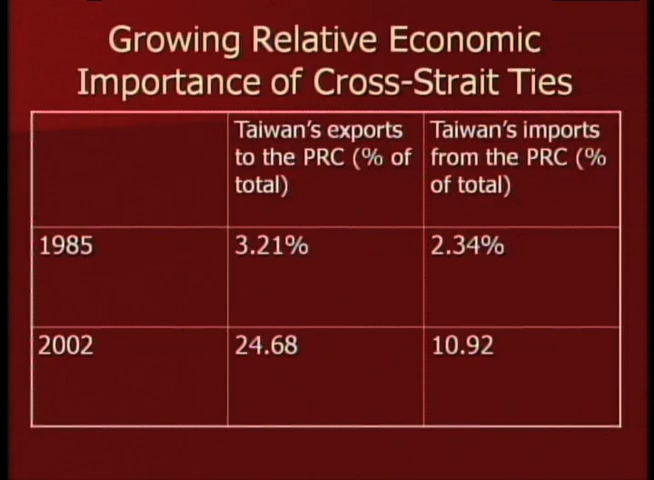 Growing Relative Economic
Importance of Cross-Strait Ties
Taiwan's exports
to the PRC (% of
total)
Taiwan's imports
from the PRC (%
of total)
1985
3.21%
2.34%
2002
24.68
10.92